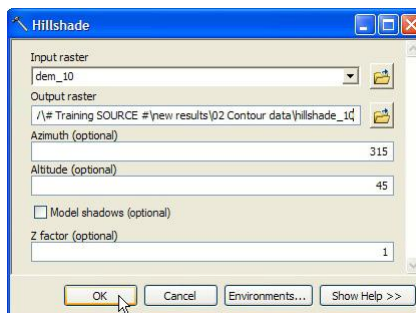 Hillshade
Input raster
dem_10
Output raster
/\# Training SOURCE #\new results\02 Contour data\hillshade_10
Azimuth (optional)
315
Altitude (optional)
45
Model shadows (optional)
Z factor (optional)
1
OK
Cancel
Environments...
Show Help >>